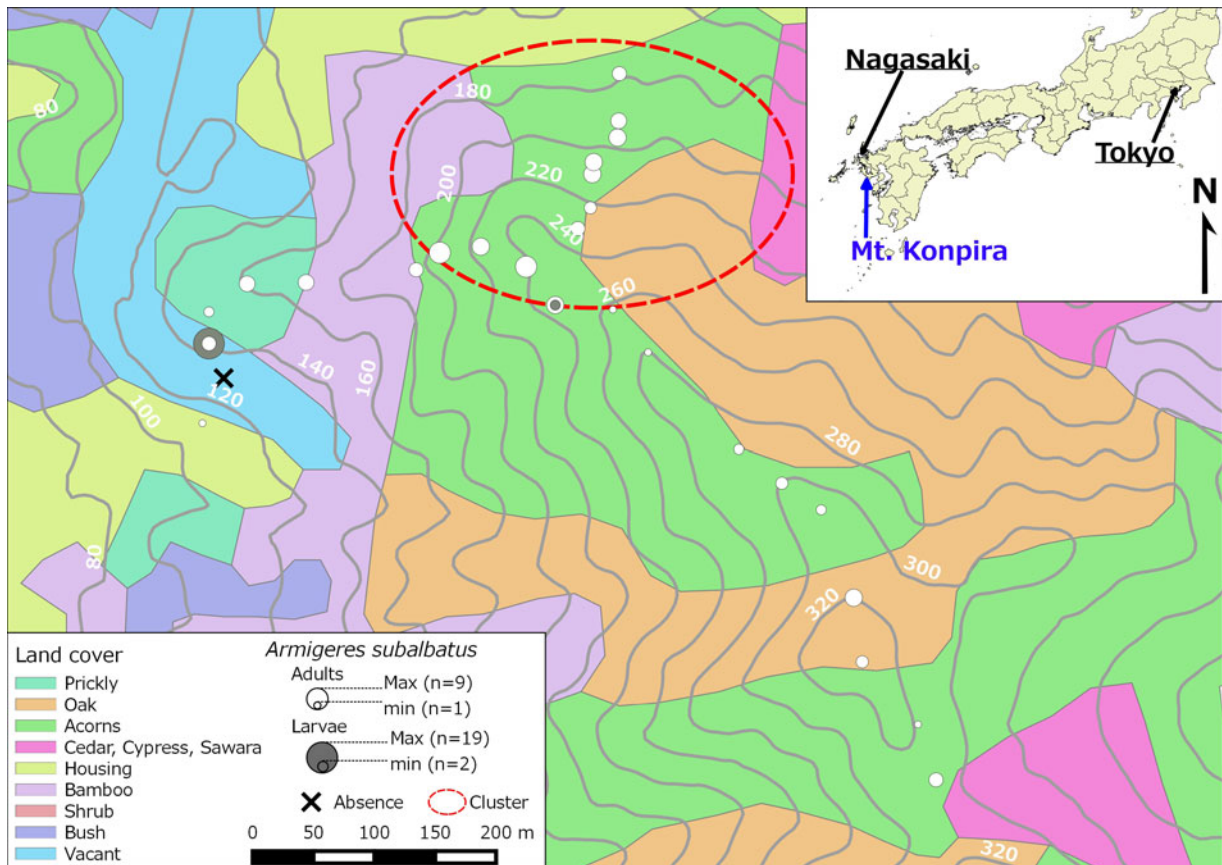 80
180
200
220
240
260
140
160
120
100
80
280
300
320
320
Nagasaki
Tokyo
Mt. Konpira
N
Land cover
Prickly
Oak
Acorns
Cedar, Cypress, Sawara
Housing
Bamboo
Shrub
Bush
Vacant
Armigeres subalbatus
Adults
Max (n=9)
min (n=1)
Larvae
Max (n=19)
min (n=2)
Absence
Cluster
0 50 100 150 200 m